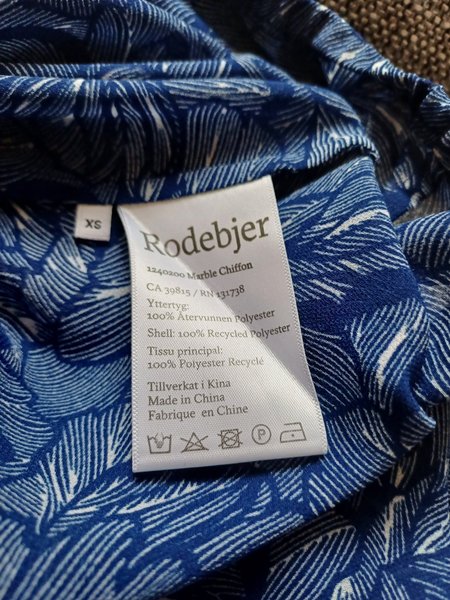 XS
Rodebjer
1240200 Marble Chiffon
CA 39815 / RN 131738
Yttertyg:
100% Återvunnen Polyester
Shell: 100% Recycled Polyester
Tissu principal:
100% Polyester Recyclé
Tillverkat i Kina
Made in China
Fabrique en Chine
P